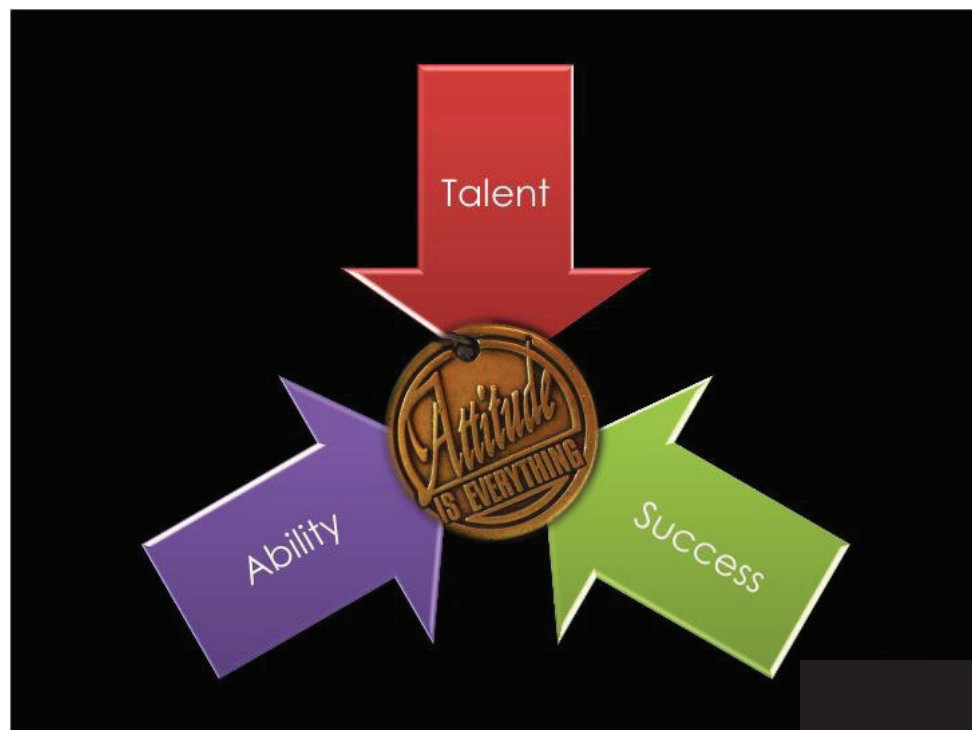 Talent
Attitude
IS EVERYTHING
Ability
Success